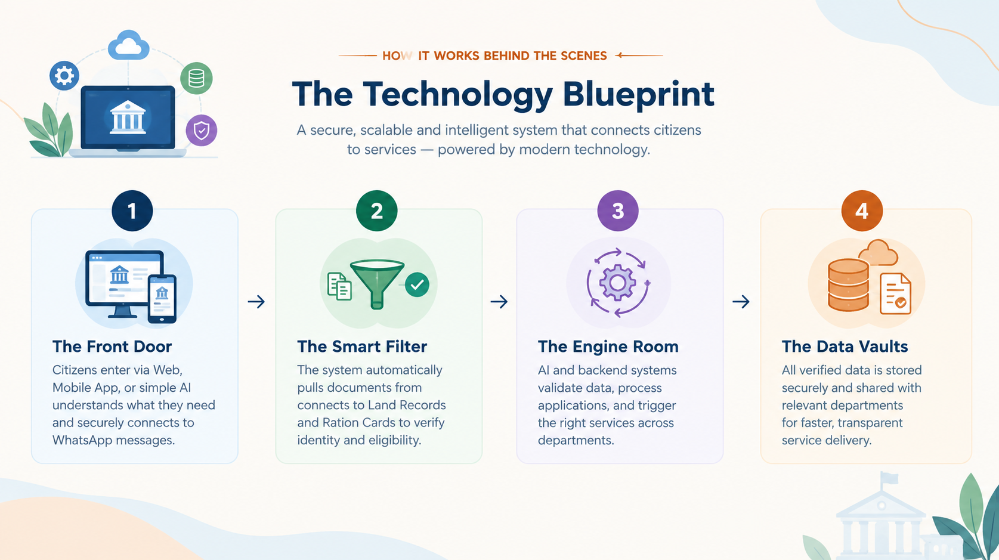 HOW IT WORKS BEHIND THE SCENES
The Technology Blueprint
A secure, scalable and intelligent system that connects citizens
to services — powered by modern technology.
1
The Front Door
Citizens enter via Web,
Mobile App, or simple AI
understands what they need
and securely connects to
WhatsApp messages.
2
The Smart Filter
The system automatically
pulls documents from
connects to Land Records
and Ration Cards to verify
identity and eligibility.
3
The Engine Room
AI and backend systems
validate data, process
applications, and trigger
the right services across
departments.
4
The Data Vaults
All verified data is stored
securely and shared with
relevant departments
for faster, transparent
service delivery.